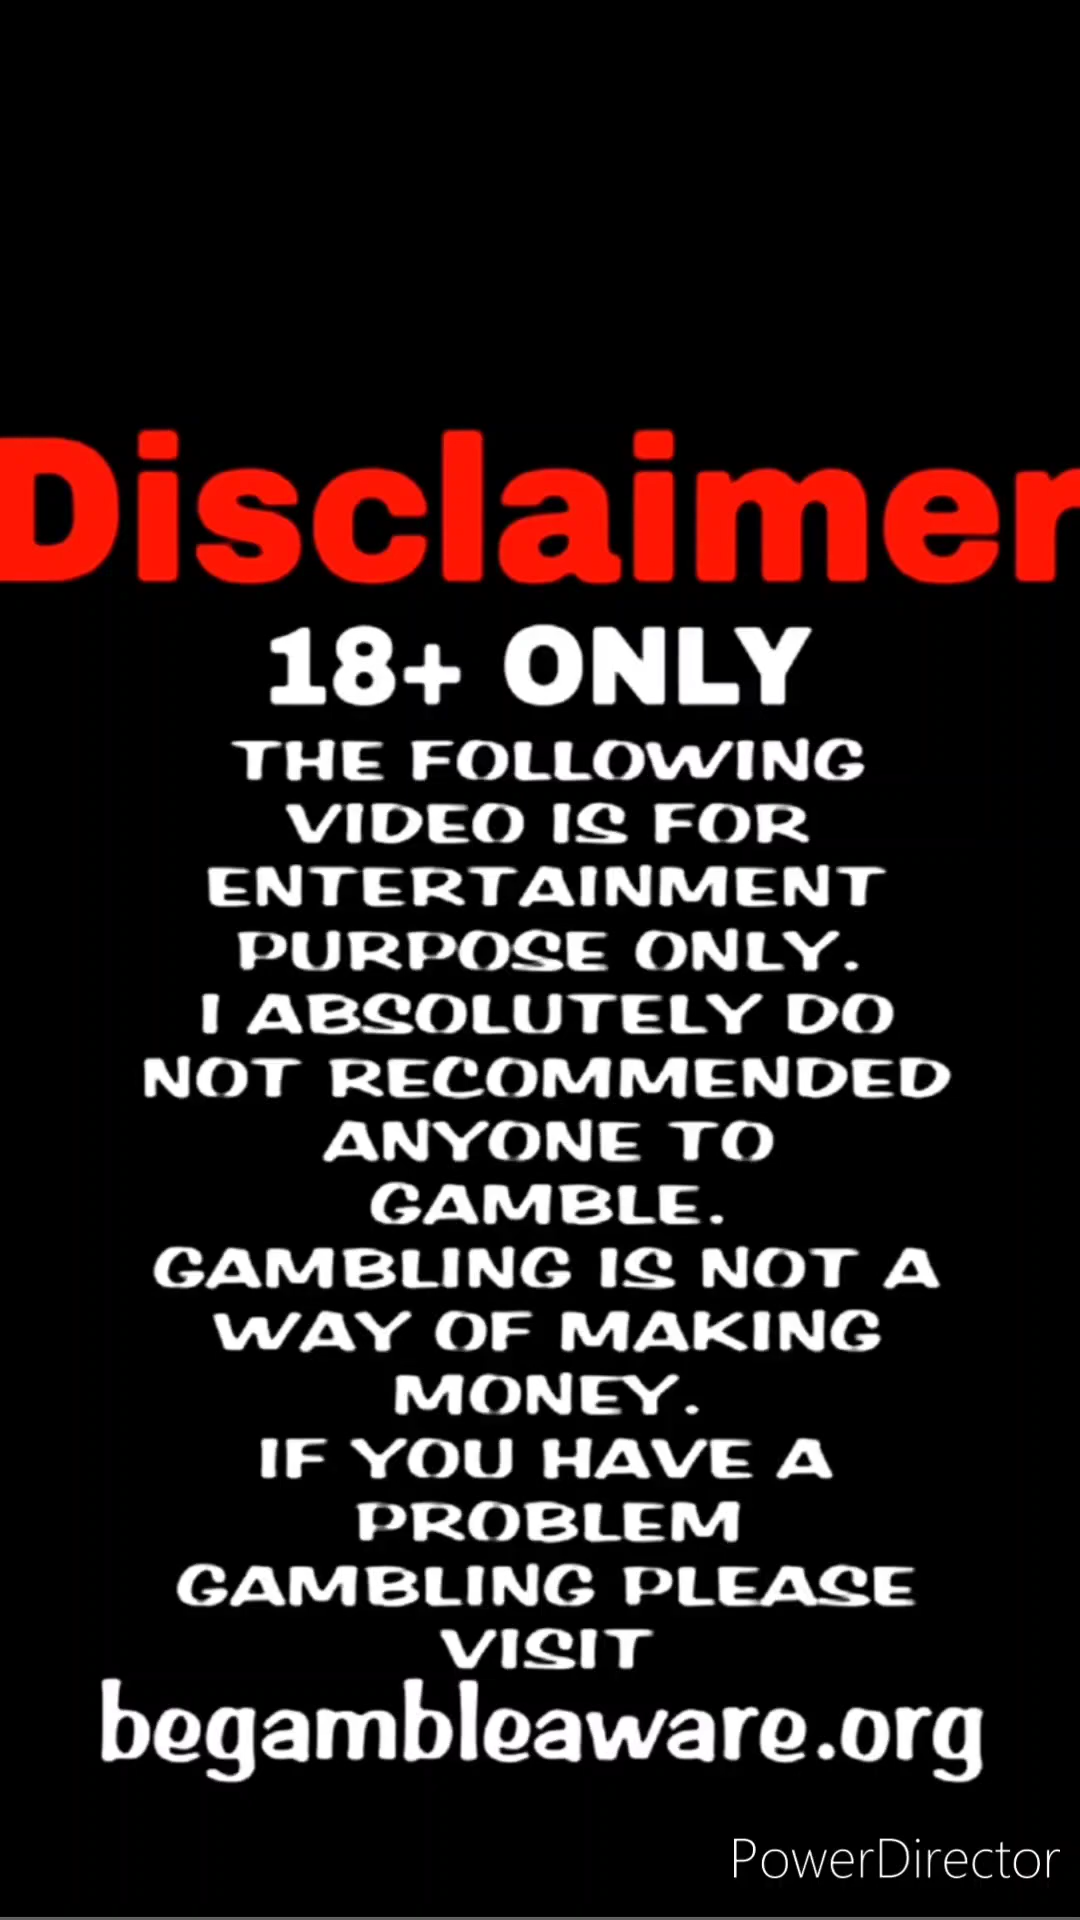 Disclaimer
18+ ONLY
THE FOLLOWING
VIDEO IS FOR
ENTERTAINMENT
PURPOSE ONLY.
I ABSOLUTELY DO
NOT RECOMMENDED
ANYONE TO
GAMBLE.
GAMBLING IS NOT A
WAY OF MAKING
MONEY.
IF YOU HAVE A
PROBLEM
GAMBLING PLEASE
VISIT
begambleaware.org
PowerDirector